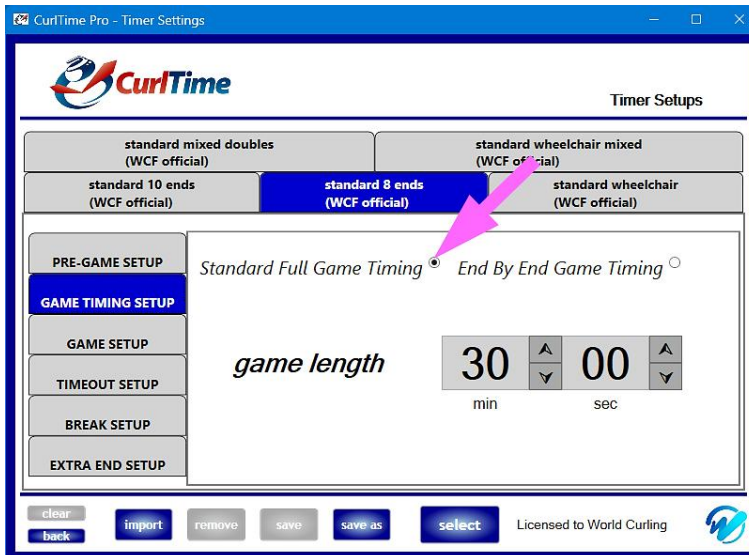 CurlTime Pro - Timer Settings
CurlTime
Timer Setups
standard mixed doubles
(WCF official)
standard wheelchair mixed
(WCF official)
standard 10 ends
(WCF official)
standard 8 ends
(WCF official)
standard wheelchair
(WCF official)
PRE-GAME SETUP
GAME TIMING SETUP
GAME SETUP
TIMEOUT SETUP
BREAK SETUP
EXTRA END SETUP
Standard Full Game Timing
End By End Game Timing
game length
30
00
min
sec
clear
back
import
remove
save
save as
select
Licensed to World Curling